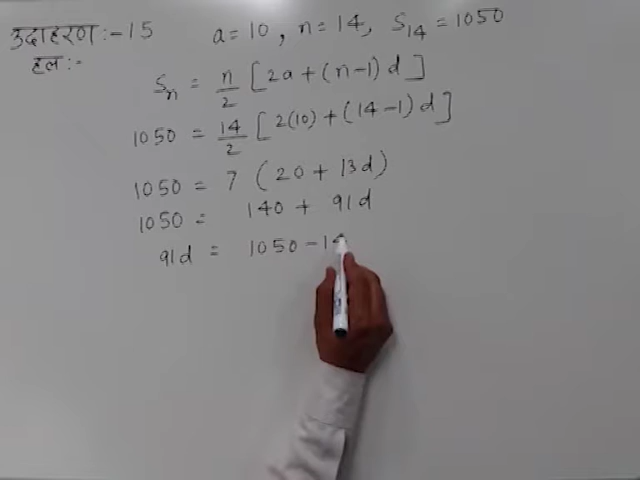 उदाहरण:-15 a=10, n=14, S₁₄=1050
हल:-
Sₙ = n/2 [2a+(n-1)d]
1050 = 14/2 [2(10)+(14-1)d]
1050 = 7 (20+13d)
1050 = 140 + 91d
91d = 1050-14